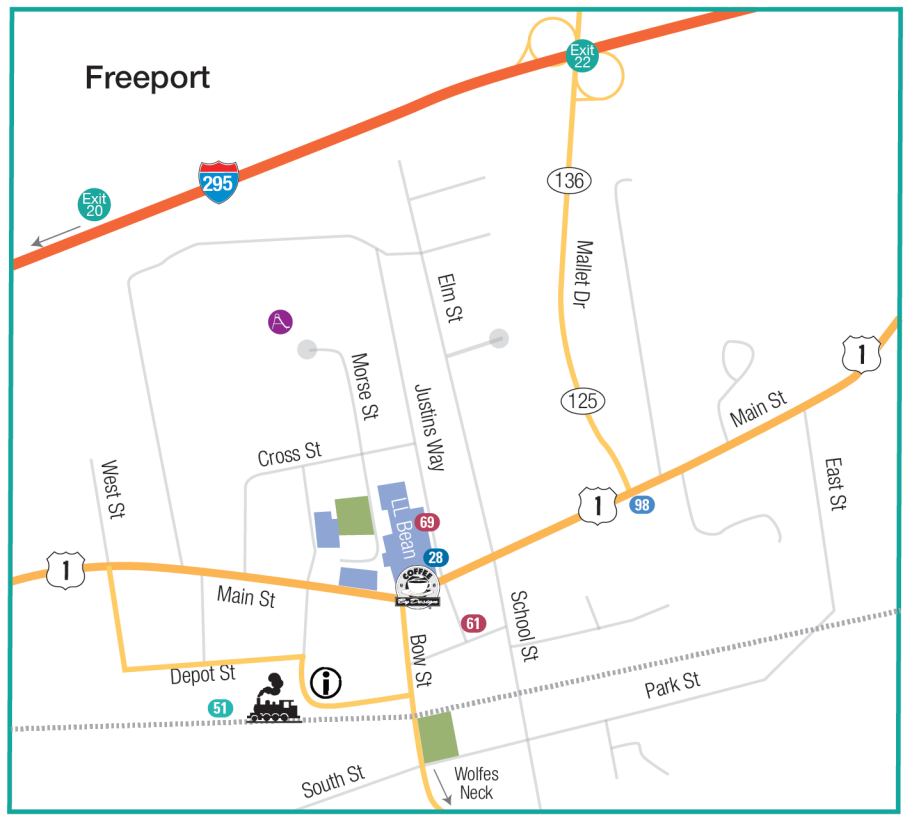 Freeport
Exit
22
295
Exit
20
136
Mallet Dr
Elm St
1
Morse St
Justins Way
125
Main St
Cross St
West St
East St
LL Bean
69
1
98
28
1
COFFEE
By Design
Main St
61
School St
Bow St
Depot St
i
51
Park St
South St
Wolfes
Neck